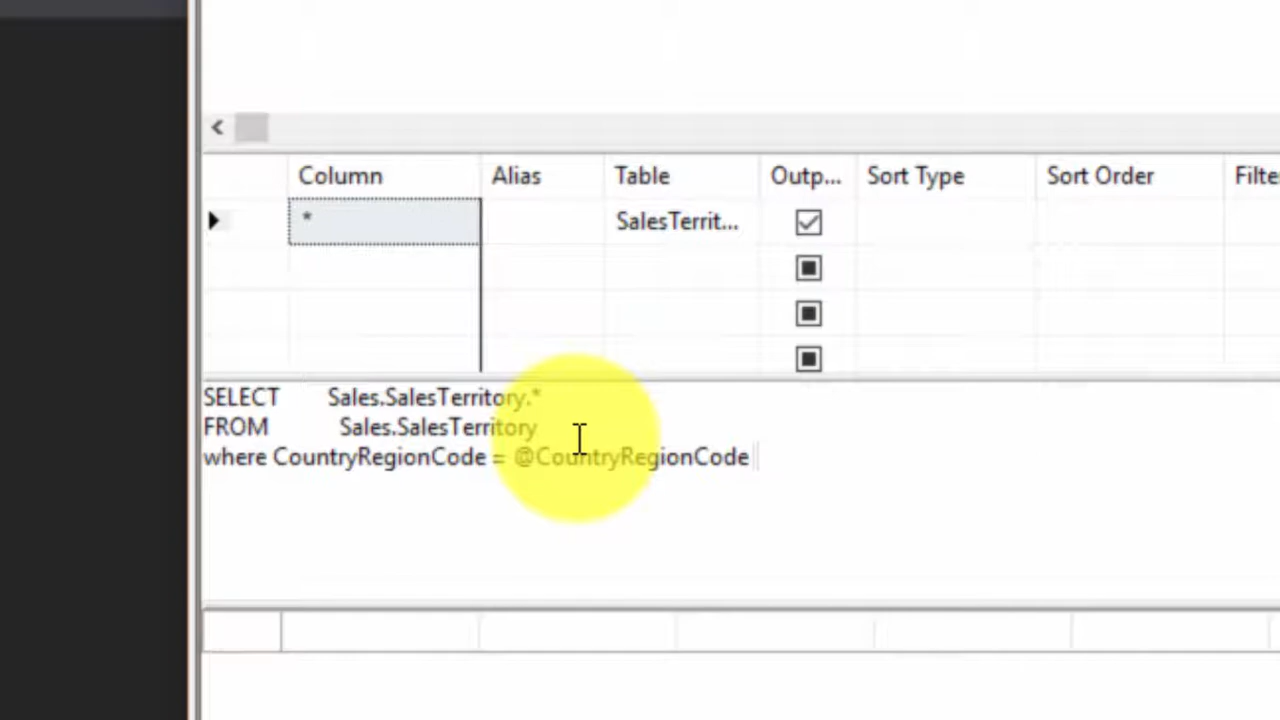 Column Alias Table Outp... Sort Type Sort Order Filte
* SalesTerrit...
SELECT Sales.SalesTerritory.*
FROM Sales.SalesTerritory
where CountryRegionCode = @CountryRegionCode